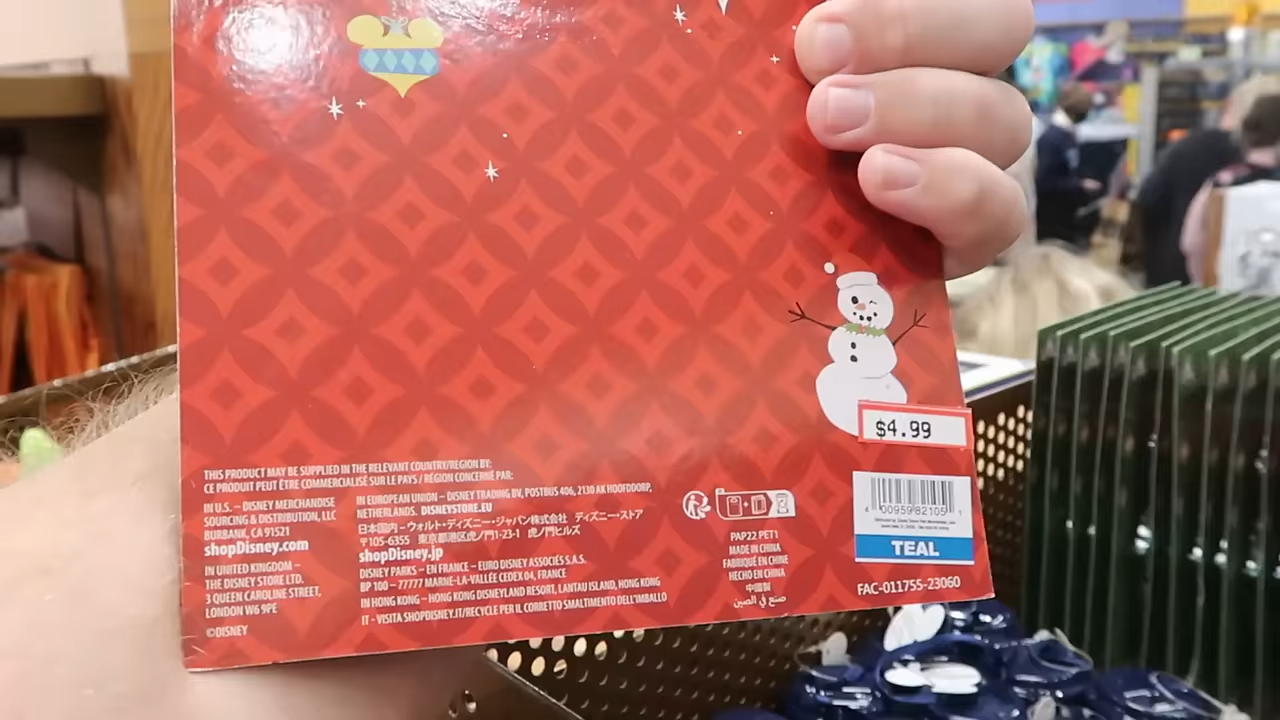 $4.99
THIS PRODUCT MAY BE SUPPLIED IN THE RELEVANT COUNTRY/REGION BY:
CE PRODUIT PEUT ÊTRE COMMERCIALISÉ SUR LE PAYS / RÉGION CONCERNÉ PAR:
IN U.S. – DISNEY MERCHANDISE
SOURCING & DISTRIBUTION, LLC
BURBANK, CA 91521
shopDisney.com
IN UNITED KINGDOM –
THE DISNEY STORE LTD.
3 QUEEN CAROLINE STREET,
LONDON W6 9PE
©DISNEY
IN EUROPEAN UNION – DISNEY TRADING BV, POSTBUS 406, 2130 AK HOOFDDORP,
NETHERLANDS. DISNEYSTORE.EU
日本国内 – ウォルト・ディズニー・ジャパン株式会社 ディズニー・ストア
〒105-6355 東京都港区虎ノ門1-23-1 虎ノ門ヒルズ
shopDisney.jp
DISNEY PARKS – EN FRANCE – EURO DISNEY ASSOCIÉS S.A.S.
BP 100 – 77777 MARNE-LA-VALLÉE CEDEX 04, FRANCE
IN HONG KONG – HONG KONG DISNEYLAND RESORT, LANTAU ISLAND, HONG KONG
IT - VISITA SHOPDISNEY.IT/RECYCLE PER IL CORRETTO SMALTIMENTO DELL'IMBALLO
PAP22 PET1
MADE IN CHINA
FABRIQUÉ EN CHINE
HECHO EN CHINA
中國製
صنع في الصين
4 00959 82105 1
TEAL
FAC-011755-23060